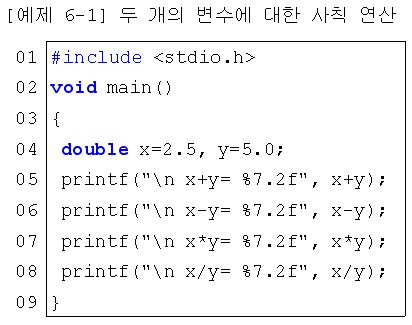 [예제 6-1] 두 개의 변수에 대한 사칙 연산
01 #include <stdio.h>
02 void main()
03 {
04 double x=2.5, y=5.0;
05 printf("\n x+y= %7.2f", x+y);
06 printf("\n x-y= %7.2f", x-y);
07 printf("\n x*y= %7.2f", x*y);
08 printf("\n x/y= %7.2f", x/y);
09 }